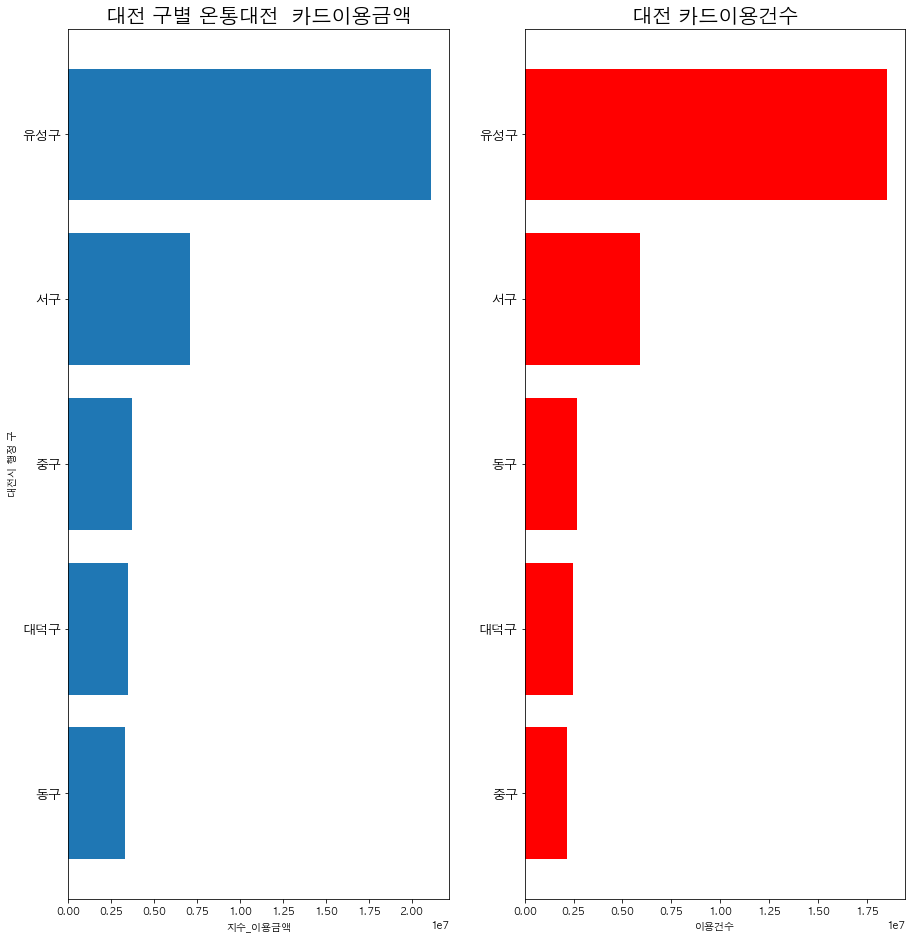 대전 구별 온통대전  카드이용금액
유성구
서구
중구
대덕구
동구
대전시 행정 구
0.00 0.25 0.50 0.75 1.00 1.25 1.50 1.75 2.00
1e7
지수_이용금액
대전 카드이용건수
유성구
서구
동구
대덕구
중구
0.00 0.25 0.50 0.75 1.00 1.25 1.50 1.75
1e7
이용건수